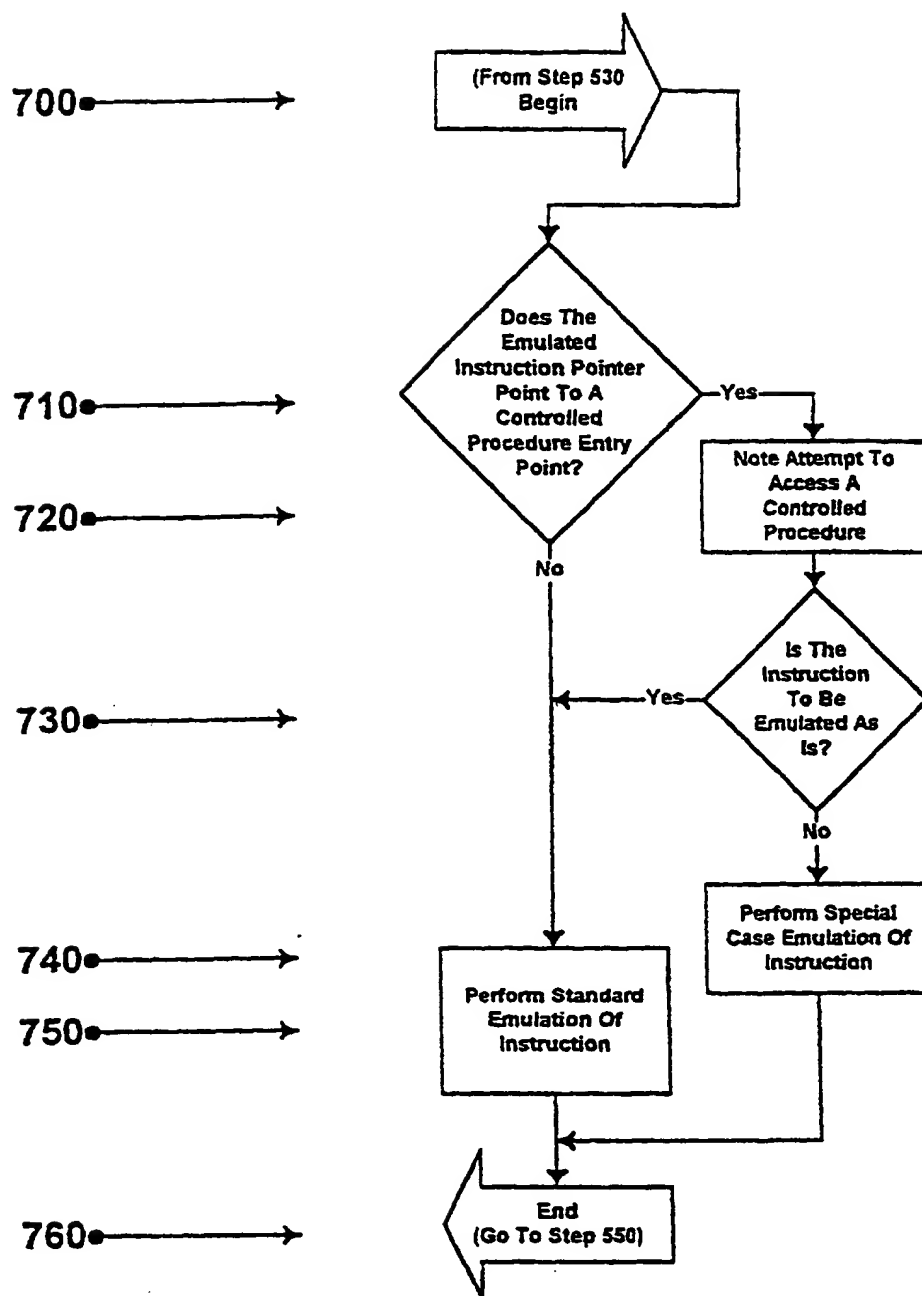 700
(From Step 530
Begin
Does The
Emulated
Instruction Pointer
Point To A
Controlled
Procedure Entry
Point?
710
Yes
Note Attempt To
Access A
Controlled
Procedure
720
No
Is The
Instruction
To Be
Emulated As
Is?
730
Yes
No
Perform Special
Case Emulation Of
Instruction
740
Perform Standard
Emulation Of
Instruction
750
End
(Go To Step 550)
760